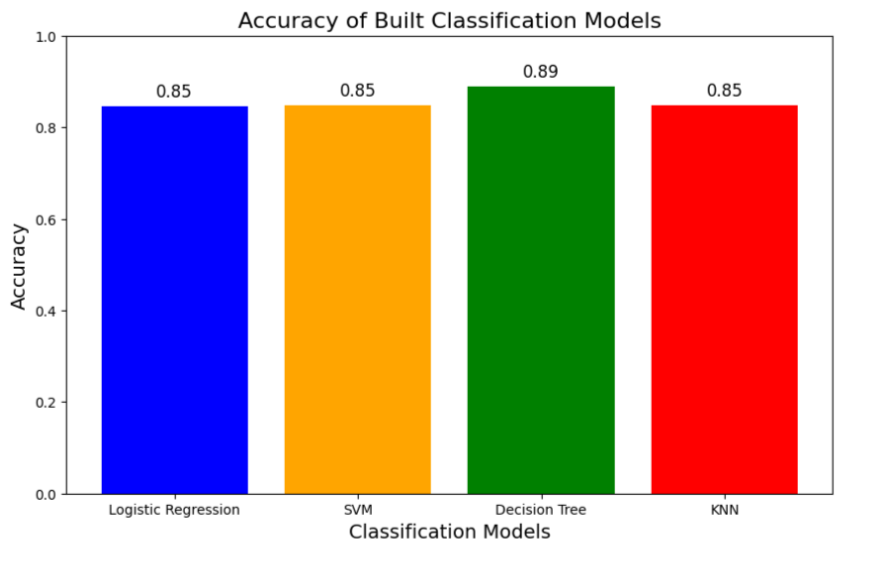 Accuracy of Built Classification Models
1.0
0.8
0.6
0.4
0.2
0.0
Accuracy
0.85
0.85
0.89
0.85
Logistic Regression
SVM
Decision Tree
KNN
Classification Models